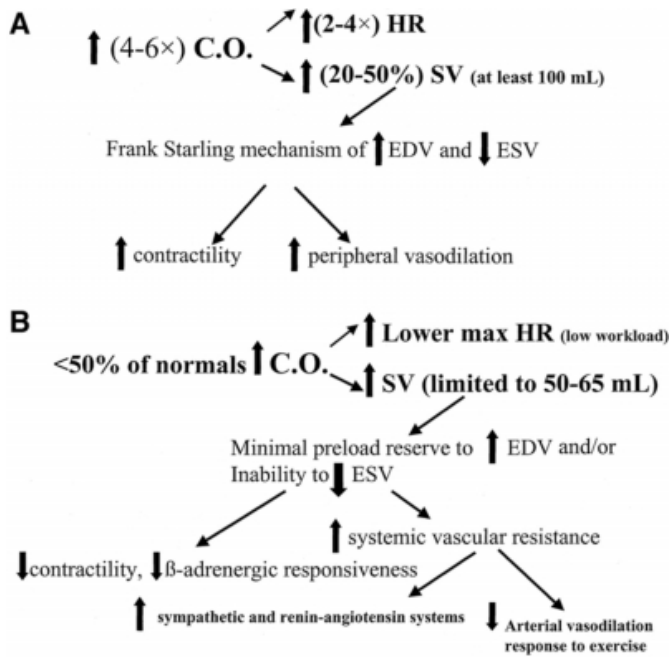 A
↑ (4-6×) C.O.
↑ (2-4×) HR
↑ (20-50%) SV (at least 100 mL)
Frank Starling mechanism of ↑ EDV and ↓ ESV
↑ contractility
↑ peripheral vasodilation
B
<50% of normals ↑ C.O.
↑ Lower max HR (low workload)
↑ SV (limited to 50-65 mL)
Minimal preload reserve to ↑ EDV and/or
Inability to ↓ ESV
↑ systemic vascular resistance
↓contractility, ↓ß-adrenergic responsiveness
↑ sympathetic and renin-angiotensin systems
↓ Arterial vasodilation
response to exercise